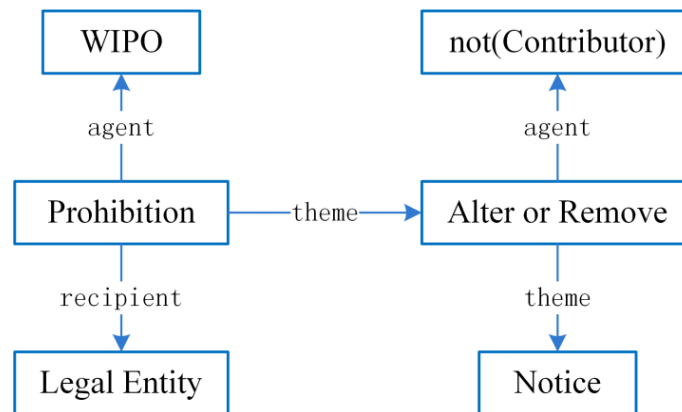 WIPO not(Contributor)
agent agent
Prohibition theme Alter or Remove
recipient theme
Legal Entity Notice